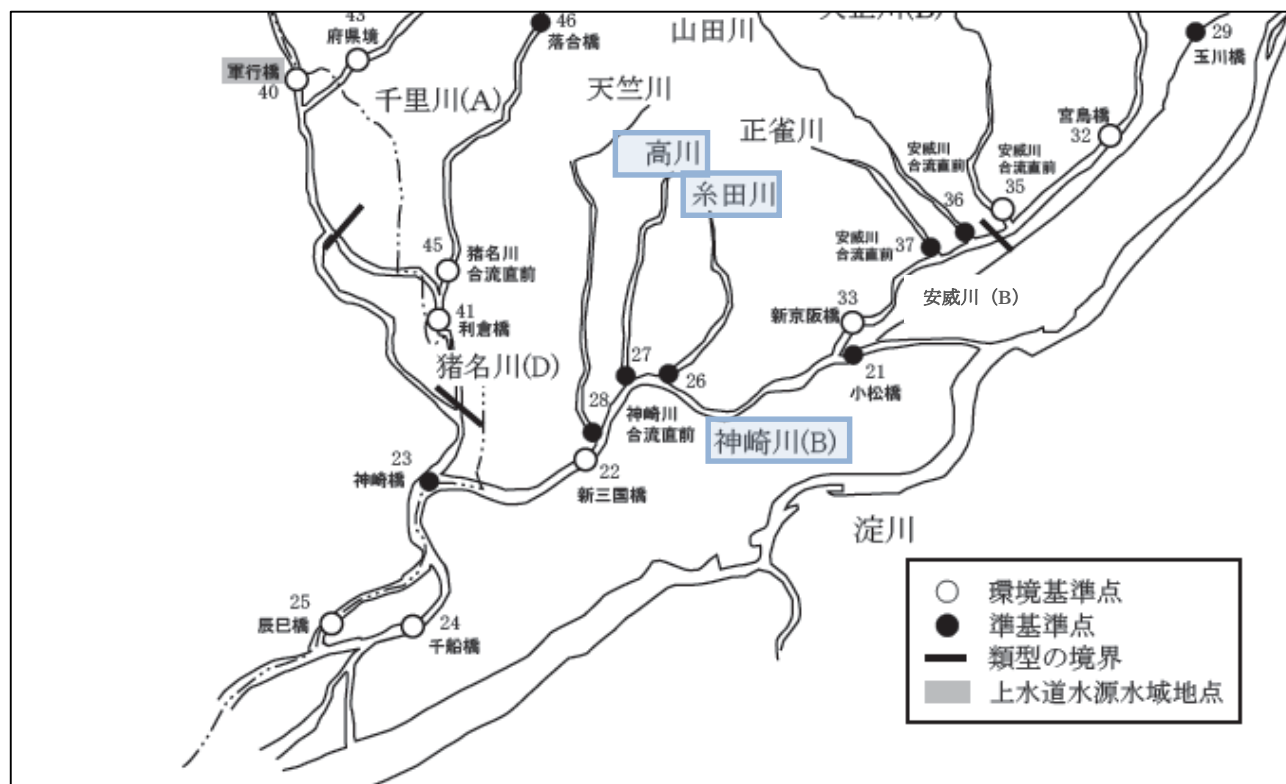 43
府県境
46
落合橋
山田川
天正川(B)
29
玉川橋
軍行橋
40
千里川(A)
天竺川
高川
糸田川
正雀川
宮鳥橋
32
安威川
合流直前
36
安威川
合流直前
35
安威川
合流直前
37
安威川 (B)
45
猪名川
合流直前
41
利倉橋
猪名川(D)
33
新京阪橋
21
小松橋
27
26
28
神崎川
合流直前
神崎川(B)
22
新三国橋
23
神崎橋
淀川
25
辰巳橋
24
千船橋
環境基準点
準基準点
類型の境界
上水道水源水域地点